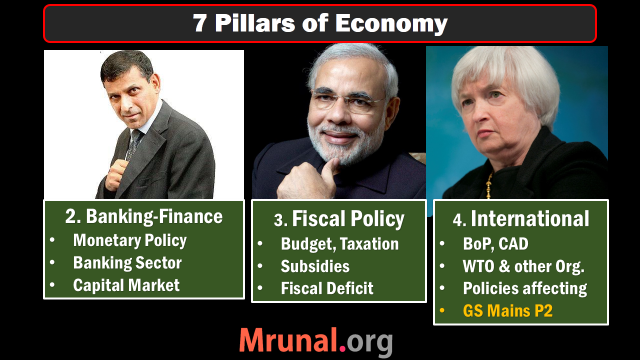 7 Pillars of Economy
2. Banking-Finance
• Monetary Policy
• Banking Sector
• Capital Market
3. Fiscal Policy
• Budget, Taxation
• Subsidies
• Fiscal Deficit
4. International
• BoP, CAD
• WTO & other Org.
• Policies affecting
• GS Mains P2
Mrunal.org